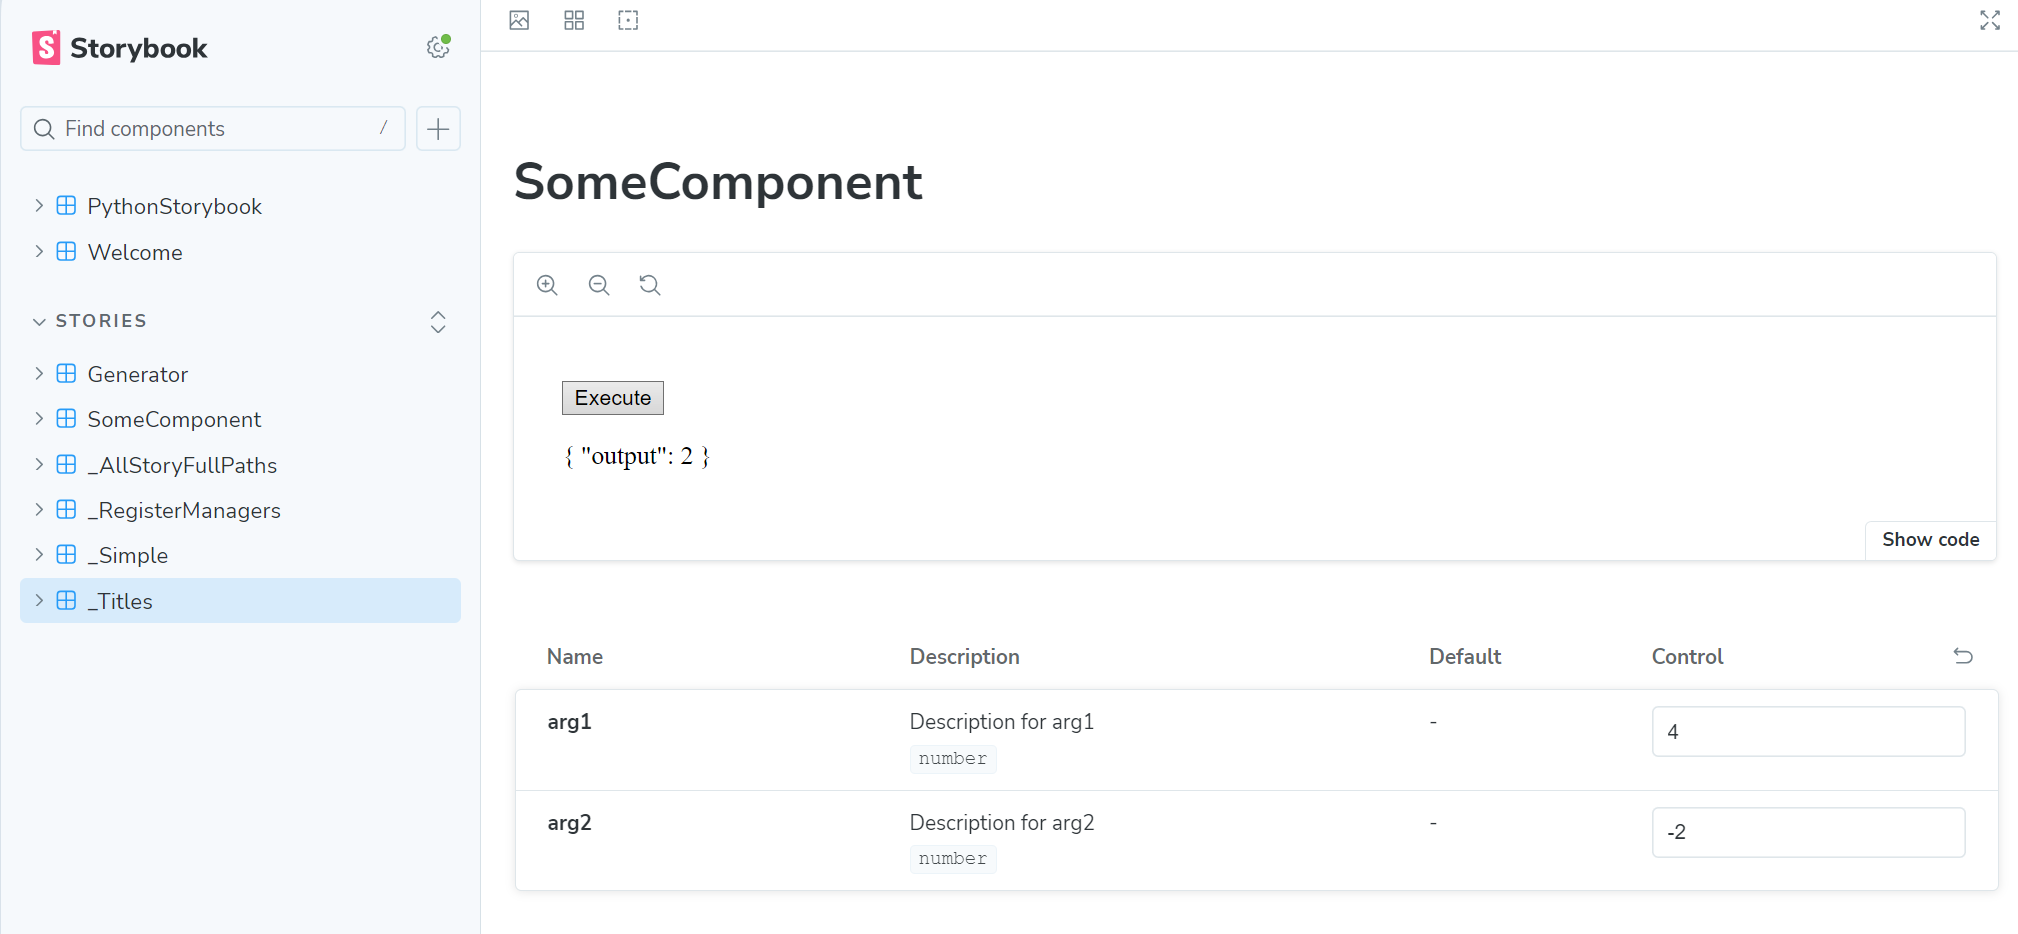 Storybook
Find components /
PythonStorybook
Welcome
STORIES
Generator
SomeComponent
_AllStoryFullPaths
_RegisterManagers
_Simple
_Titles
SomeComponent
Execute
{ "output": 2 }
Show code
Name Description Default Control
arg1 Description for arg1 - 4
number
arg2 Description for arg2 - -2
number